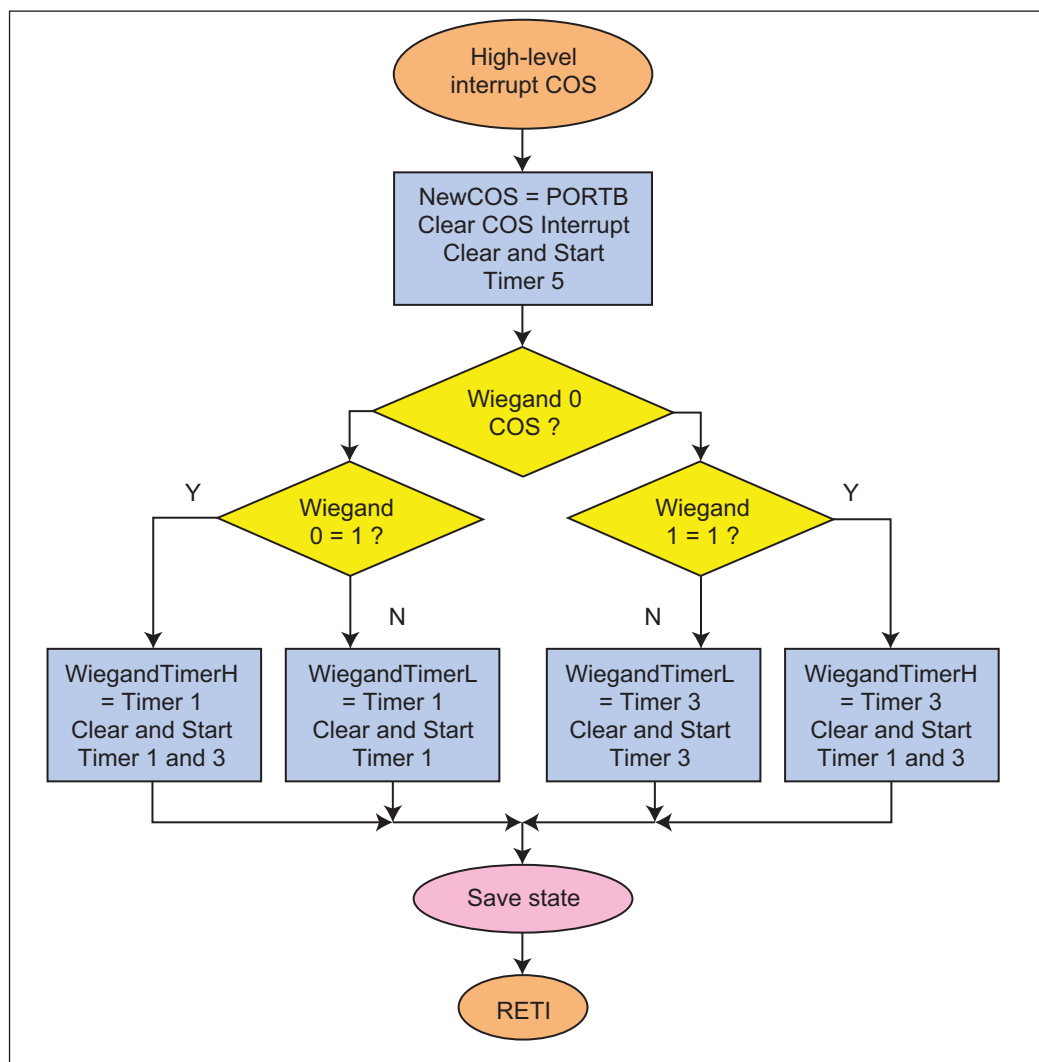 High-level
interrupt COS
NewCOS = PORTB
Clear COS Interrupt
Clear and Start
Timer 5
Wiegand 0
COS ?
Y
Wiegand
0 = 1 ?
Wiegand
1 = 1 ?
Y
N
N
WiegandTimerH
= Timer 1
Clear and Start
Timer 1 and 3
WiegandTimerL
= Timer 1
Clear and Start
Timer 1
WiegandTimerL
= Timer 3
Clear and Start
Timer 3
WiegandTimerH
= Timer 3
Clear and Start
Timer 1 and 3
Save state
RETI